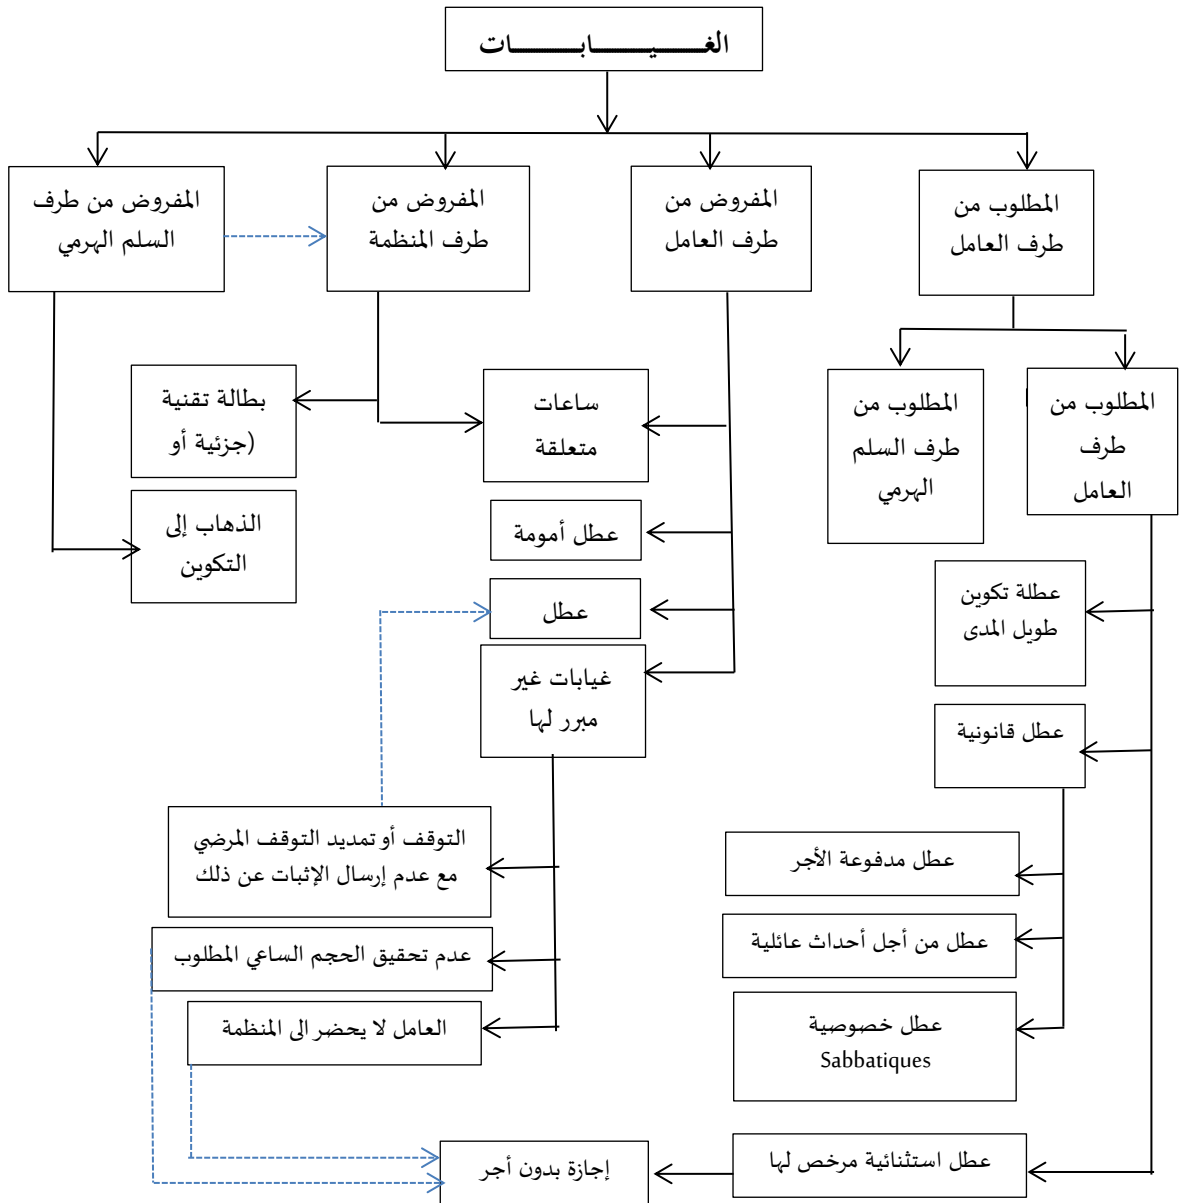 الغـــيـــابـــات
المطلوب من
طرف العامل
المفروض من
طرف العامل
المفروض من
طرف المنظمة
المفروض من طرف
السلم الهرمي
المطلوب من
طرف
العامل
المطلوب من
طرف السلم
الهرمي
ساعات
متعلقة
بطالة تقنية
(جزئية أو
الذهاب إلى
التكوين
عطل أمومة
عطل
غيابات غير
مبرر لها
عطلة تكوين
طويل المدى
عطل قانونية
عطل مدفوعة الأجر
عطل من أجل أحداث عائلية
عطل خصوصية
Sabbatiques
التوقف أو تمديد التوقف المرضي
مع عدم إرسال الإثبات عن ذلك
عدم تحقيق الحجم الساعي المطلوب
العامل لا يحضر الى المنظمة
عطل استثنائية مرخص لها
إجازة بدون أجر